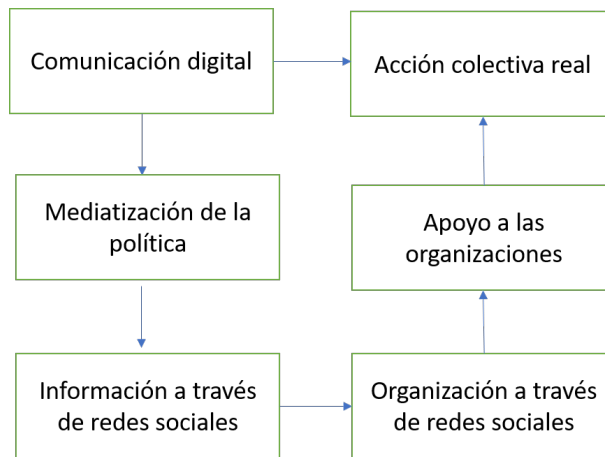 Comunicación digital
Acción colectiva real
Mediatización de la
política
Apoyo a las
organizaciones
Información a través
de redes sociales
Organización a través
de redes sociales